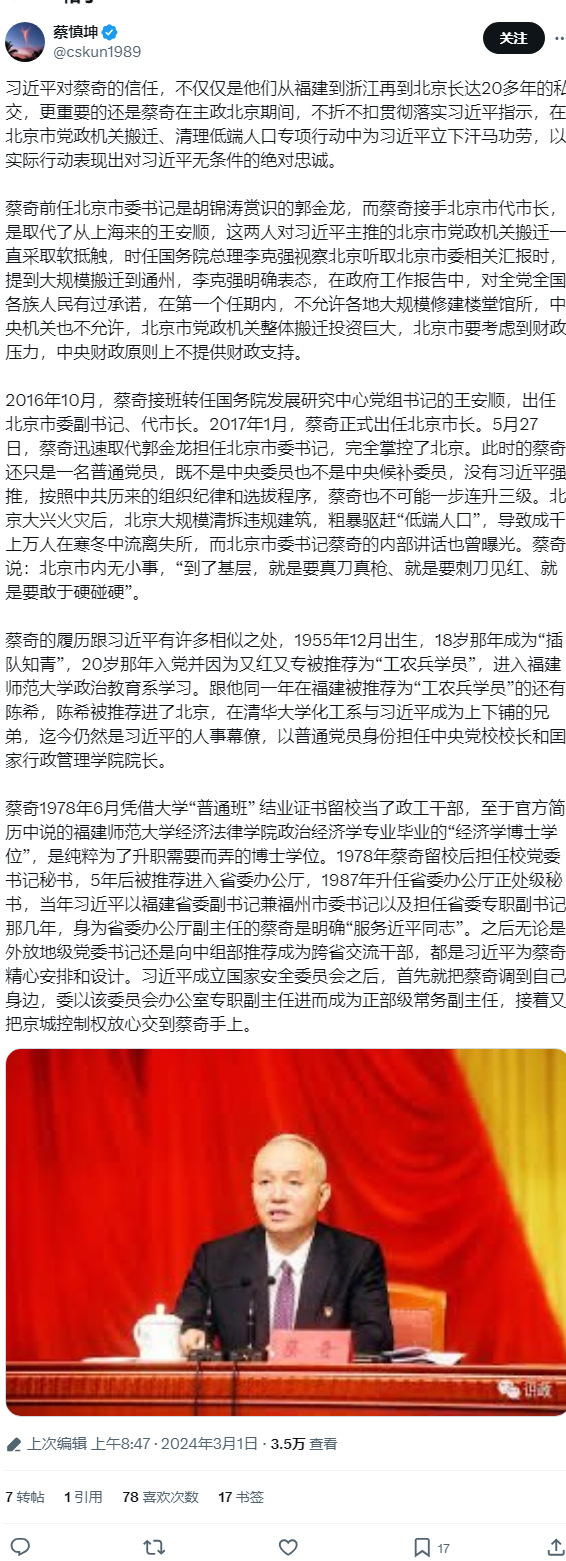 蔡慎坤
@cskun1989
关注
习近平对蔡奇的信任，不仅仅是他们从福建到浙江再到北京长达20多年的私
交，更重要的还是蔡奇在主政北京期间，不折不扣贯彻落实习近平指示，在
北京市党政机关搬迁、清理低端人口专项行动中为习近平立下汗马功劳，以
实际行动表现出对习近平无条件的绝对忠诚。
蔡奇前任北京市委书记是胡锦涛赏识的郭金龙，而蔡奇接手北京市代市长，
是取代了从上海来的王安顺，这两人对习近平主推的北京市党政机关搬迁一
直采取软抵触，时任国务院总理李克强视察北京听取北京市委相关汇报时，
提到大规模搬迁到通州，李克强明确表态，在政府工作报告中，对全党全国
各族人民有过承诺，在第一个任期内，不允许各地大规模修建楼堂馆所，中
央机关也不允许，北京市党政机关整体搬迁投资巨大，北京市要考虑到财政
压力，中央财政原则上不提供财政支持。
2016年10月，蔡奇接班转任国务院发展研究中心党组书记的王安顺，出任
北京市委副书记、代市长。2017年1月，蔡奇正式出任北京市长。5月27
日，蔡奇迅速取代郭金龙担任北京市委书记，完全掌控了北京。此时的蔡奇
还只是一名普通党员，既不是中央委员也不是中央候补委员，没有习近平强
推，按照中共历来的组织纪律和选拔程序，蔡奇也不可能一步连升三级。北
京大兴火灾后，北京大规模清拆违规建筑，粗暴驱赶“低端人口”，导致成千
上万人在寒冬中流离失所，而北京市委书记蔡奇的内部讲话也曾曝光。蔡奇
说：北京市内无小事，“到了基层，就是要真刀真枪、就是要刺刀见红、就
是要敢于硬碰硬”。
蔡奇的履历跟习近平有许多相似之处，1955年12月出生，18岁那年成为“插
队知青”，20岁那年入党并因为又红又专被推荐为“工农兵学员”，进入福建
师范大学政治教育系学习。跟他同一年在福建被推荐为“工农兵学员”的还有
陈希，陈希被推荐进了北京，在清华大学化工系与习近平成为上下铺的兄
弟，迄今仍然是习近平的人事幕僚，以普通党员身份担任中央党校校长和国
家行政管理学院院长。
蔡奇1978年6月凭借大学“普通班” 结业证书留校当了政工干部，至于官方简
历中说的福建师范大学经济法律学院政治经济学专业毕业的“经济学博士学
位”，是纯粹为了升职需要而弄的博士学位。1978年蔡奇留校后担任校党委
书记秘书，5年后被推荐进入省委办公厅，1987年升任省委办公厅正处级秘
书，当年习近平以福建省委副书记兼福州市委书记以及担任省委专职副书记
那几年，身为省委办公厅副主任的蔡奇是明确“服务近平同志”。之后无论是
外放地级党委书记还是向中组部推荐成为跨省交流干部，都是习近平为蔡奇
精心安排和设计。习近平成立国家安全委员会之后，首先就把蔡奇调到自己
身边，委以该委员会办公室专职副主任进而成为正部级常务副主任，接着又
把京城控制权放心交到蔡奇手上。
蔡 奇
讲政
上次编辑 上午8:47 · 2024年3月1日 · 3.5万 查看
7 转帖 1 引用 78 喜欢次数 17 书签
17